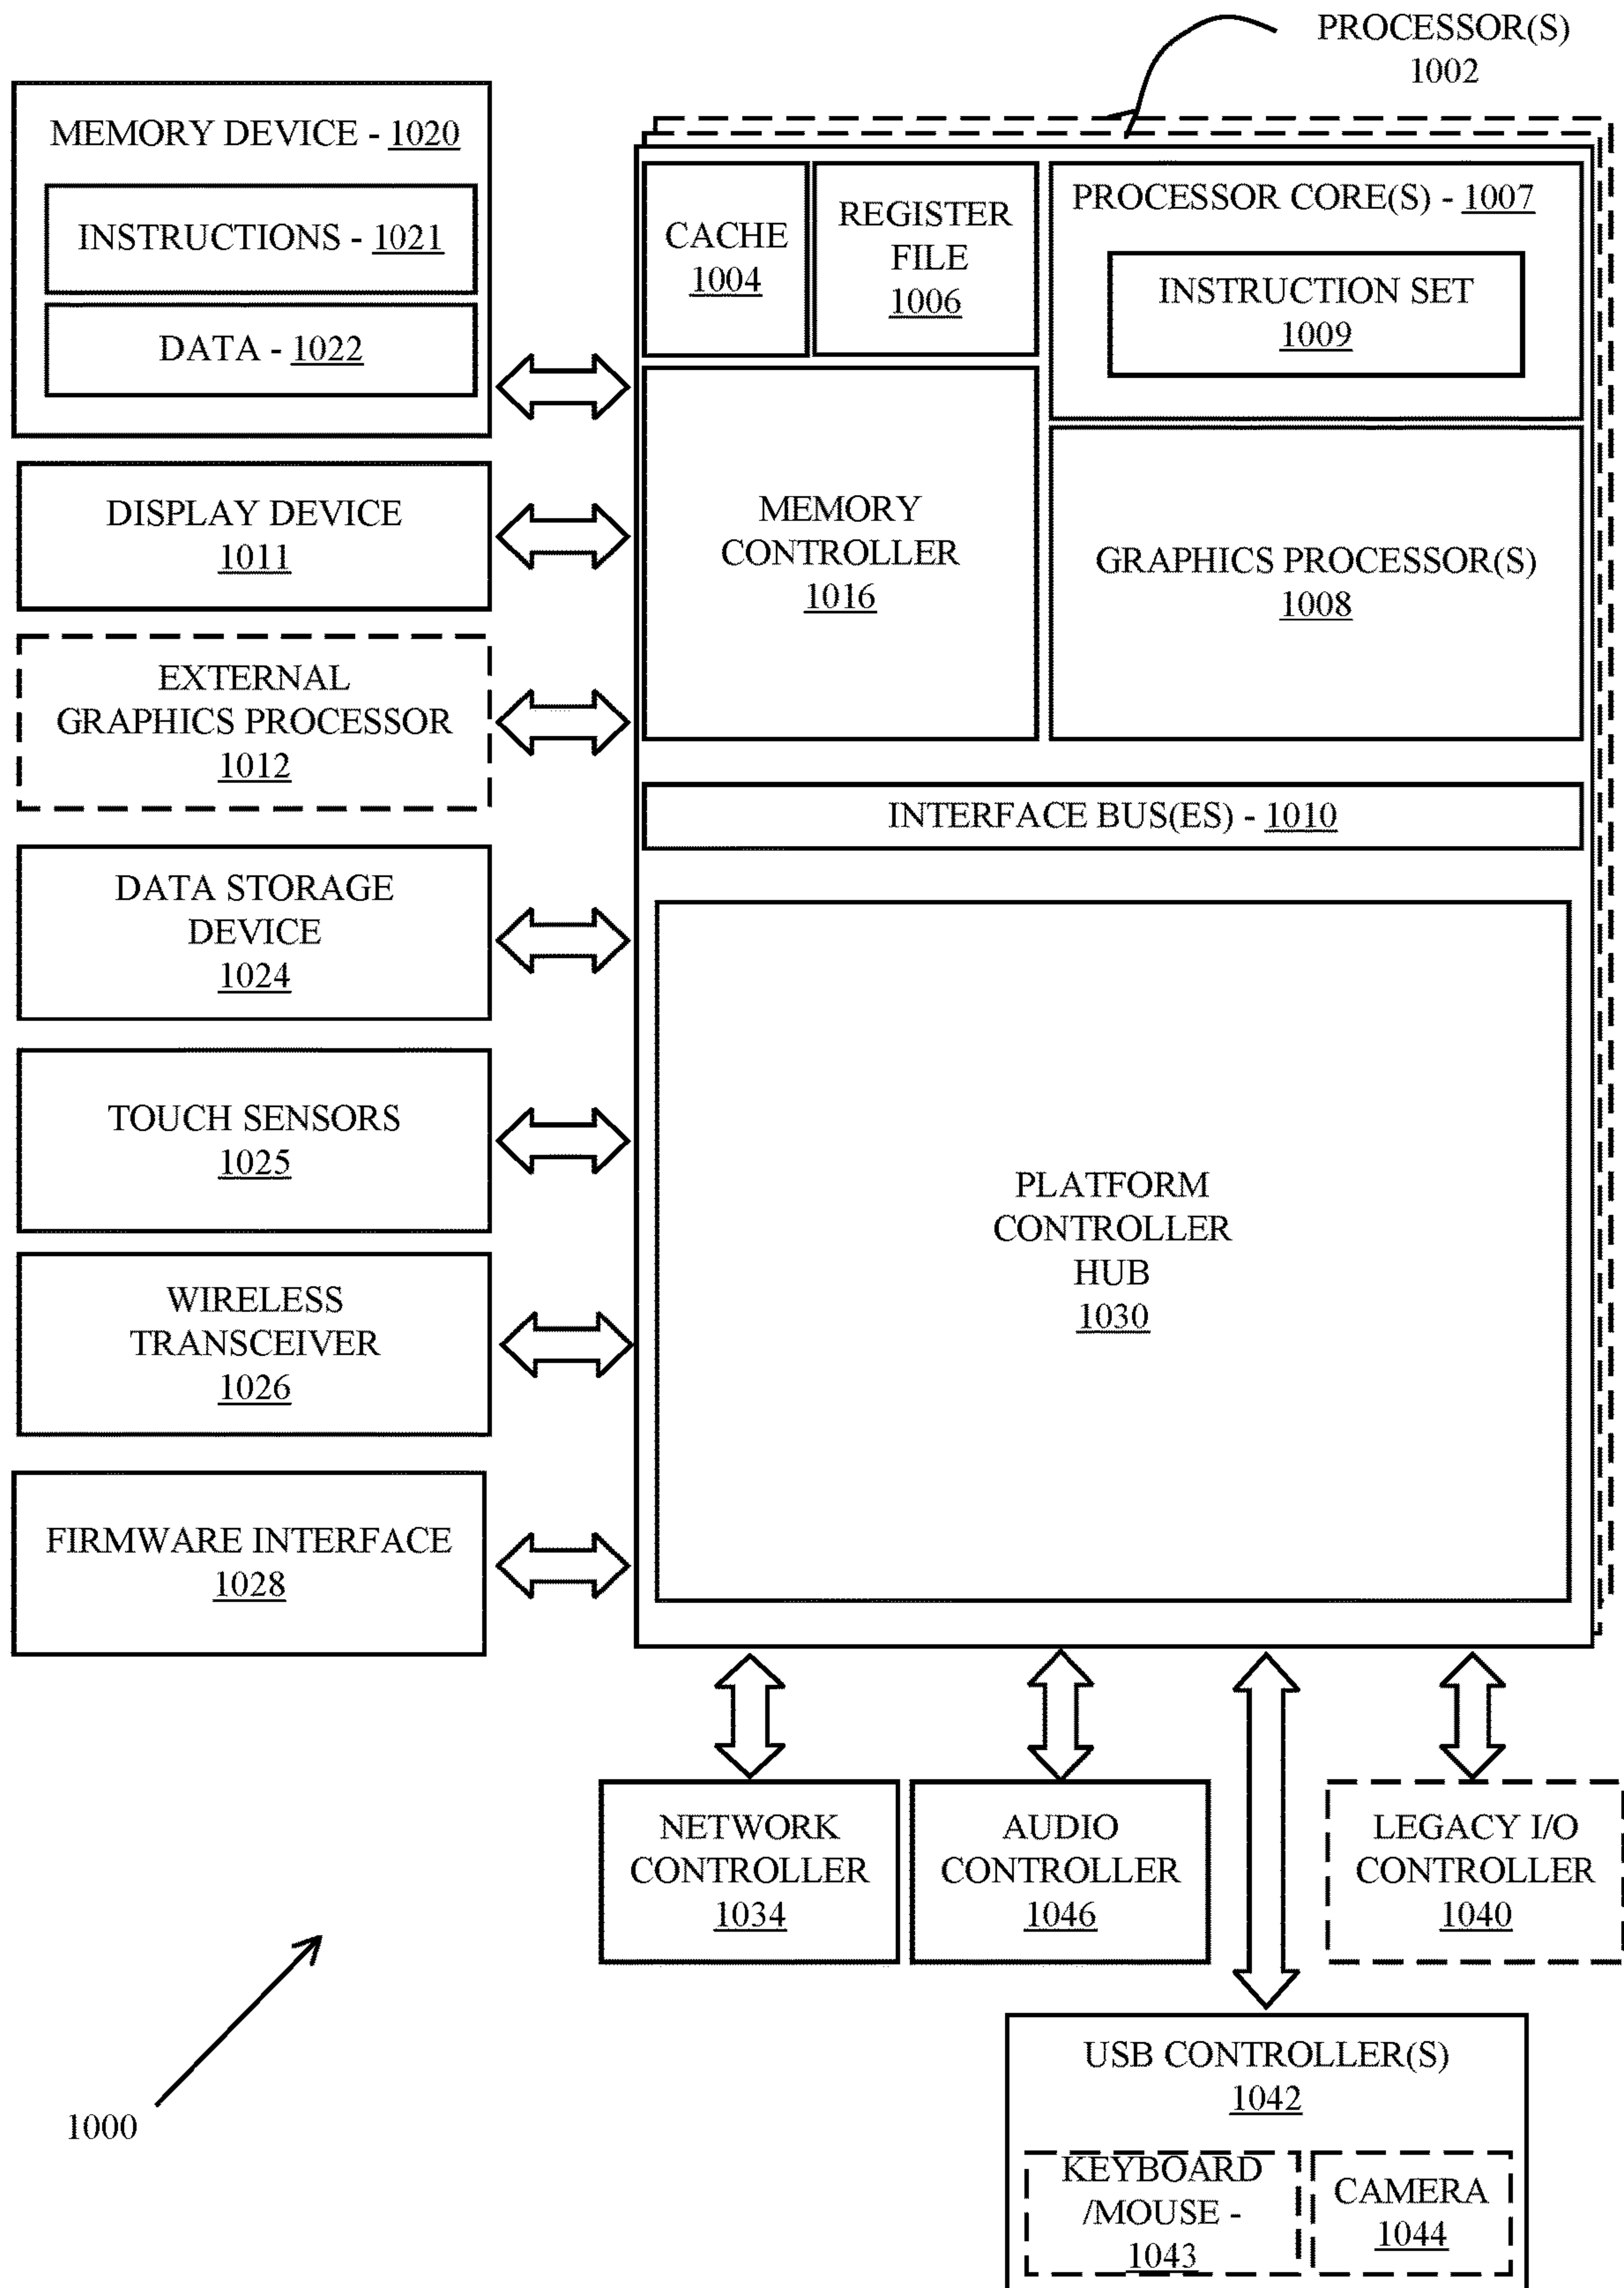 PROCESSOR(S)
1002
MEMORY DEVICE - 1020
INSTRUCTIONS - 1021
DATA - 1022
CACHE
1004
REGISTER
FILE
1006
PROCESSOR CORE(S) - 1007
INSTRUCTION SET
1009
DISPLAY DEVICE
1011
MEMORY
CONTROLLER
1016
GRAPHICS PROCESSOR(S)
1008
EXTERNAL
GRAPHICS PROCESSOR
1012
INTERFACE BUS(ES) - 1010
DATA STORAGE
DEVICE
1024
TOUCH SENSORS
1025
PLATFORM
CONTROLLER
HUB
1030
WIRELESS
TRANSCEIVER
1026
FIRMWARE INTERFACE
1028
NETWORK
CONTROLLER
1034
AUDIO
CONTROLLER
1046
LEGACY I/O
CONTROLLER
1040
1000
USB CONTROLLER(S)
1042
KEYBOARD
/MOUSE -
1043
CAMERA
1044